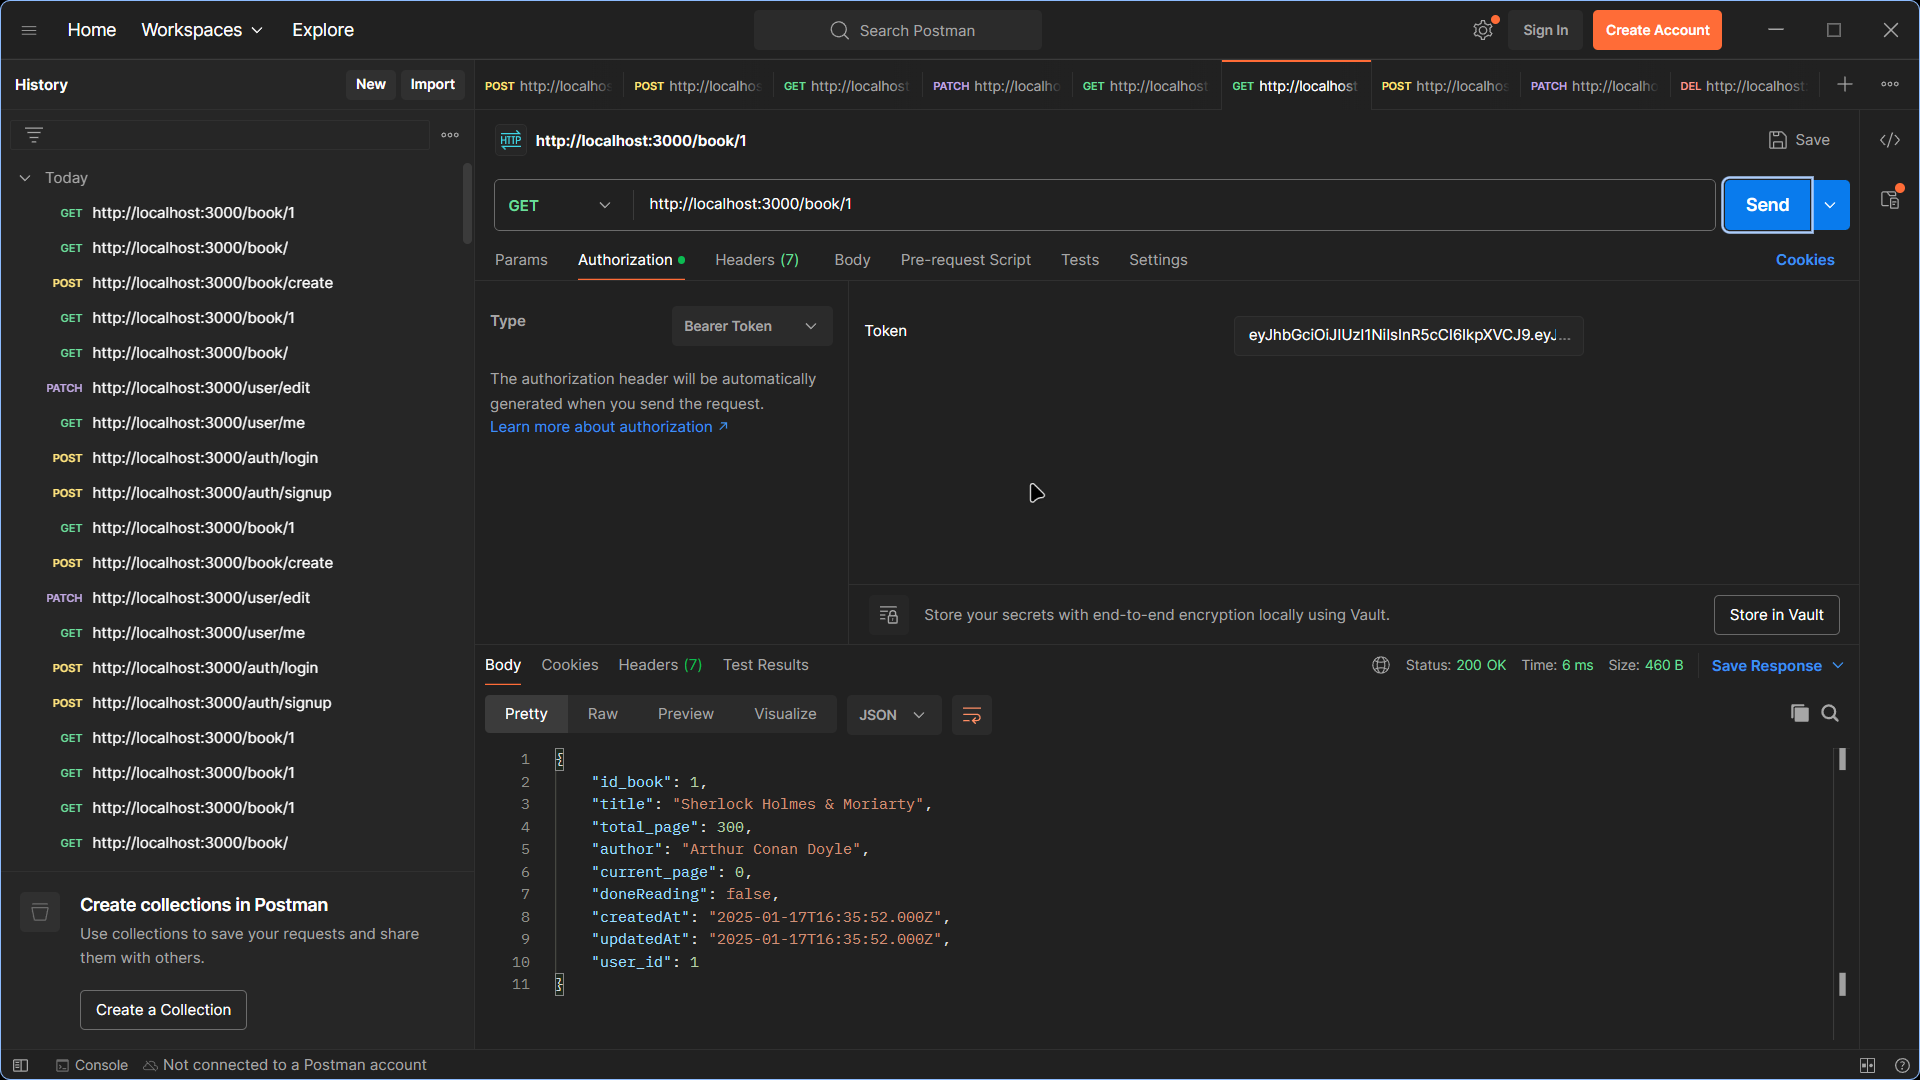 Home Workspaces Explore Search Postman Sign In Create Account
History New Import
POST http://localhos POST http://localhos GET http://localhost PATCH http://localho GET http://localhost GET http://localhost POST http://localhos PATCH http://localho DEL http://localhost:
HTTP http://localhost:3000/book/1 Save
Today
GET http://localhost:3000/book/1
GET http://localhost:3000/book/
POST http://localhost:3000/book/create
GET http://localhost:3000/book/1
GET http://localhost:3000/book/
PATCH http://localhost:3000/user/edit
GET http://localhost:3000/user/me
POST http://localhost:3000/auth/login
POST http://localhost:3000/auth/signup
GET http://localhost:3000/book/1
POST http://localhost:3000/book/create
PATCH http://localhost:3000/user/edit
GET http://localhost:3000/user/me
POST http://localhost:3000/auth/login
POST http://localhost:3000/auth/signup
GET http://localhost:3000/book/1
GET http://localhost:3000/book/1
GET http://localhost:3000/book/1
GET http://localhost:3000/book/
Create collections in Postman
Use collections to save your requests and share
them with others.
Create a Collection
GET http://localhost:3000/book/1 Send
Params Authorization Headers (7) Body Pre-request Script Tests Settings Cookies
Type Bearer Token
The authorization header will be automatically
generated when you send the request.
Learn more about authorization ↗
Token eyJhbGciOiJIUzI1NiIsInR5cCI6IkpXVCJ9.eyJ...
Store your secrets with end-to-end encryption locally using Vault. Store in Vault
Body Cookies Headers (7) Test Results Status: 200 OK Time: 6 ms Size: 460 B Save Response
Pretty Raw Preview Visualize JSON
1 {
2 "id_book": 1,
3 "title": "Sherlock Holmes & Moriarty",
4 "total_page": 300,
5 "author": "Arthur Conan Doyle",
6 "current_page": 0,
7 "doneReading": false,
8 "createdAt": "2025-01-17T16:35:52.000Z",
9 "updatedAt": "2025-01-17T16:35:52.000Z",
10 "user_id": 1
11 }
Console Not connected to a Postman account